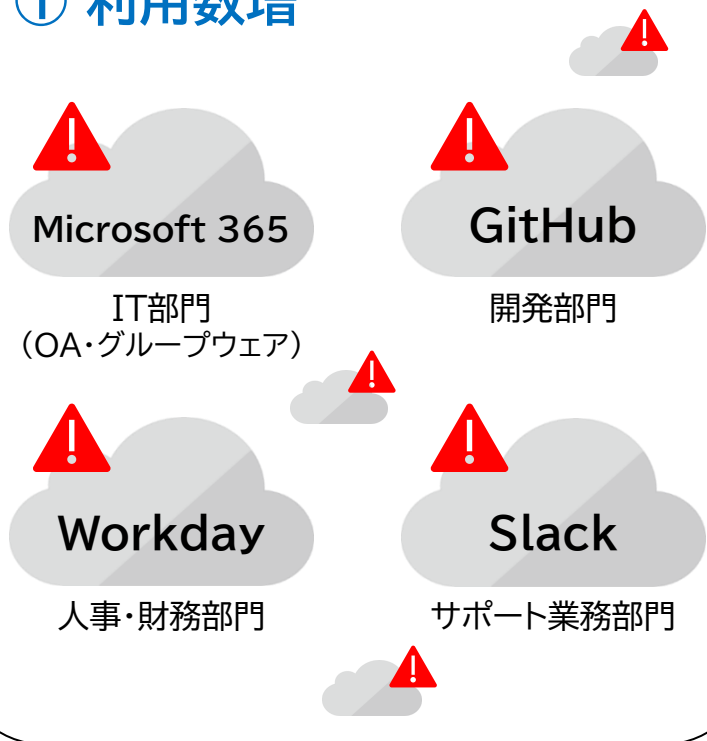 ① 利用数増
Microsoft 365
IT部門
（OA・グループウェア）
GitHub
開発部門
Workday
人事・財務部門
Slack
サポート業務部門